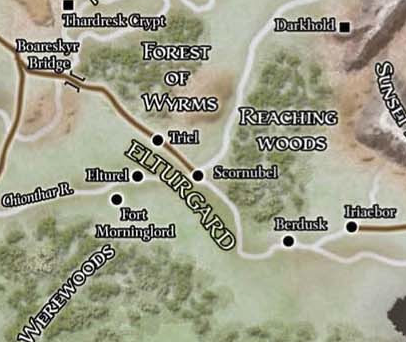 Thardresk Crypt
Darkhold
Boareskyr
Bridge
FOREST
OF
WYRMS
SUNSE
REACHING
WOODS
Triel
ELTURGARD
Elturel
Scornubel
Chionthar R.
Fort
Morninglord
Berdusk
Iriaebor
WEREWOODS